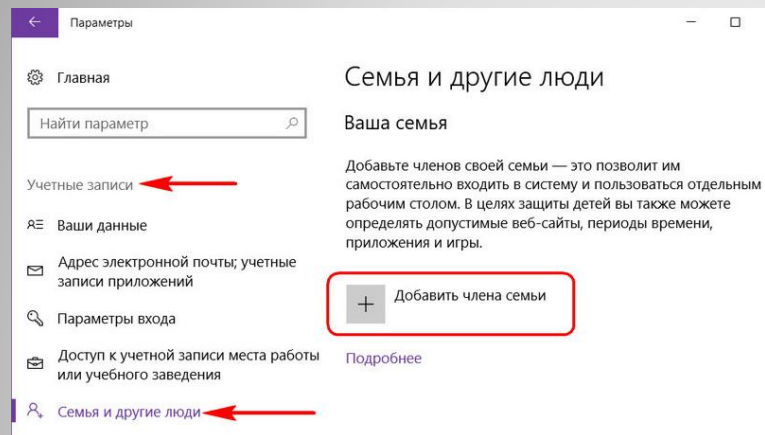 Параметры
Главная
Найти параметр
Учетные записи
Ваши данные
Адрес электронной почты; учетные
записи приложений
Параметры входа
Доступ к учетной записи места работы
или учебного заведения
Семья и другие люди
Семья и другие люди
Ваша семья
Добавьте членов своей семьи — это позволит им
самостоятельно входить в систему и пользоваться отдельным
рабочим столом. В целях защиты детей вы также можете
определять допустимые веб-сайты, периоды времени,
приложения и игры.
Добавить члена семьи
Подробнее